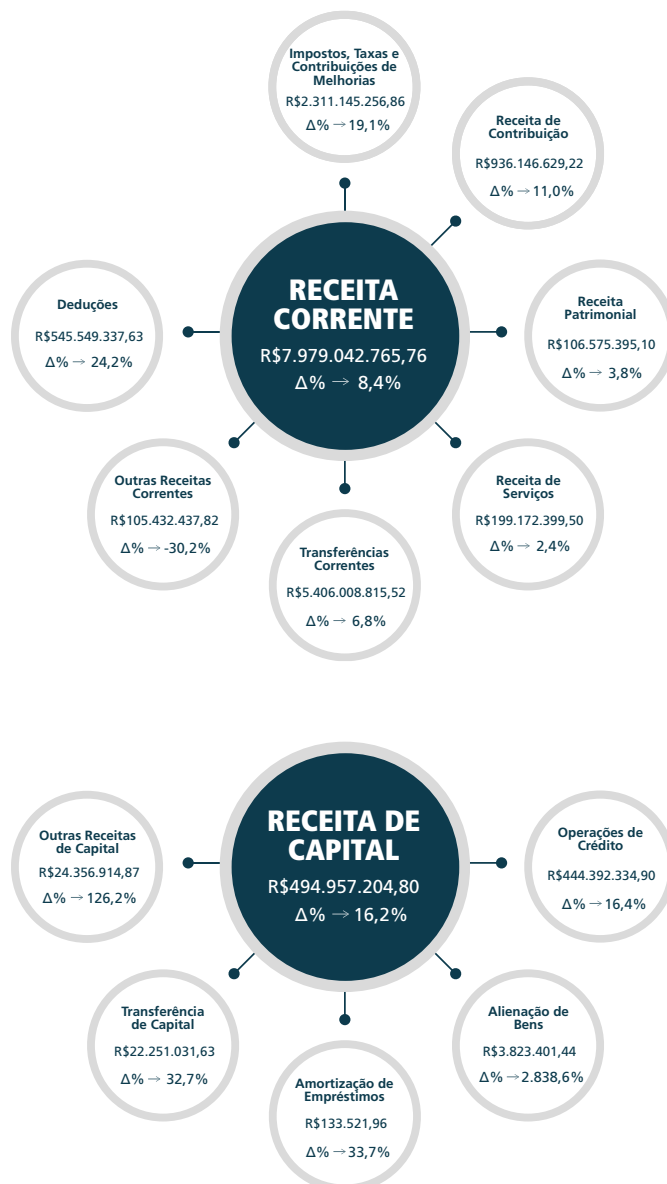 Impostos, Taxas e
Contribuições de
Melhorias
R$2.311.145.256,86
Δ% → 19,1%
Receita de
Contribuição
R$936.146.629,22
Δ% → 11,0%
RECEITA
CORRENTE
R$7.979.042.765,76
Δ% → 8,4%
Deduções
R$545.549.337,63
Δ% → 24,2%
Receita
Patrimonial
R$106.575.395,10
Δ% → 3,8%
Outras Receitas
Correntes
R$105.432.437,82
Δ% → -30,2%
Receita de
Serviços
R$199.172.399,50
Δ% → 2,4%
Transferências
Correntes
R$5.406.008.815,52
Δ% → 6,8%
RECEITA DE
CAPITAL
R$494.957.204,80
Δ% → 16,2%
Outras Receitas
de Capital
R$24.356.914,87
Δ% → 126,2%
Operações de
Crédito
R$444.392.334,90
Δ% → 16,4%
Transferência
de Capital
R$22.251.031,63
Δ% → 32,7%
Alienação de
Bens
R$3.823.401,44
Δ% → 2.838,6%
Amortização de
Empréstimos
R$133.521,96
Δ% → 33,7%